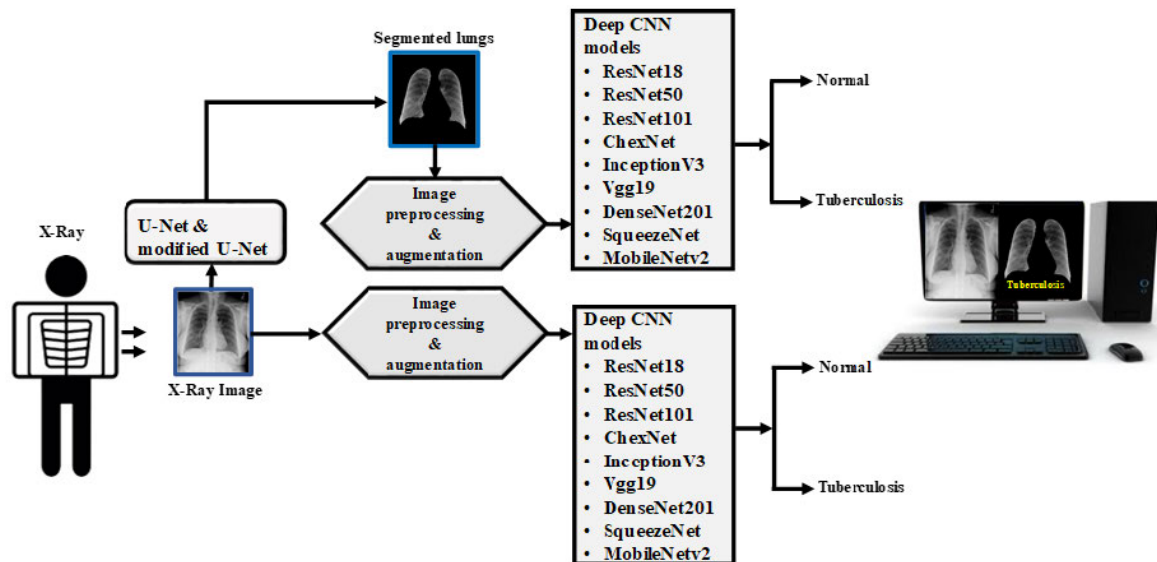 X-Ray
X-Ray Image
U-Net &
modified U-Net
Segmented lungs
Image
preprocessing
&
augmentation
Deep CNN
models
• ResNet18
• ResNet50
• ResNet101
• ChexNet
• InceptionV3
• Vgg19
• DenseNet201
• SqueezeNet
• MobileNetv2
Normal
Tuberculosis
Image
preprocessing
&
augmentation
Deep CNN
models
• ResNet18
• ResNet50
• ResNet101
• ChexNet
• InceptionV3
• Vgg19
• DenseNet201
• SqueezeNet
• MobileNetv2
Normal
Tuberculosis
Tuberculosis